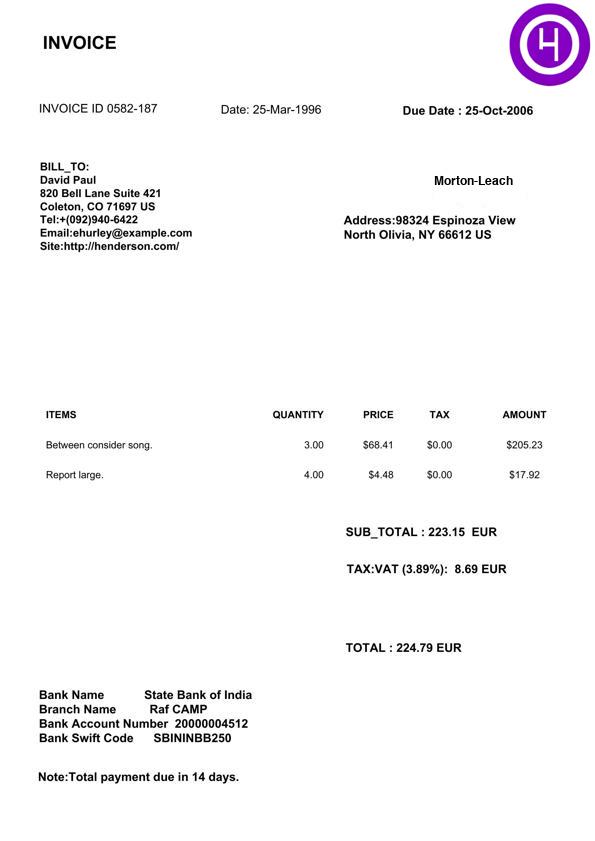 INVOICE
INVOICE ID 0582-187 Date: 25-Mar-1996 Due Date : 25-Oct-2006
BILL_TO:
David Paul
820 Bell Lane Suite 421
Coleton, CO 71697 US
Tel:+(092)940-6422
Email:ehurley@example.com
Site:http://henderson.com/
Morton-Leach
Address:98324 Espinoza View
North Olivia, NY 66612 US
ITEMS QUANTITY PRICE TAX AMOUNT
Between consider song. 3.00 $68.41 $0.00 $205.23
Report large. 4.00 $4.48 $0.00 $17.92
SUB_TOTAL : 223.15 EUR
TAX:VAT (3.89%): 8.69 EUR
TOTAL : 224.79 EUR
Bank Name State Bank of India
Branch Name Raf CAMP
Bank Account Number 20000004512
Bank Swift Code SBININBB250
Note:Total payment due in 14 days.